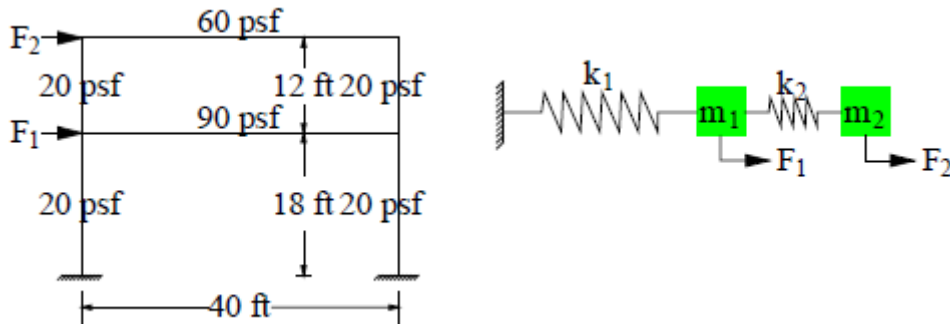 60 psf
F2
20 psf
12 ft
20 psf
90 psf
F1
20 psf
18 ft
20 psf
40 ft
k1
k2
m1
m2
F1
F2